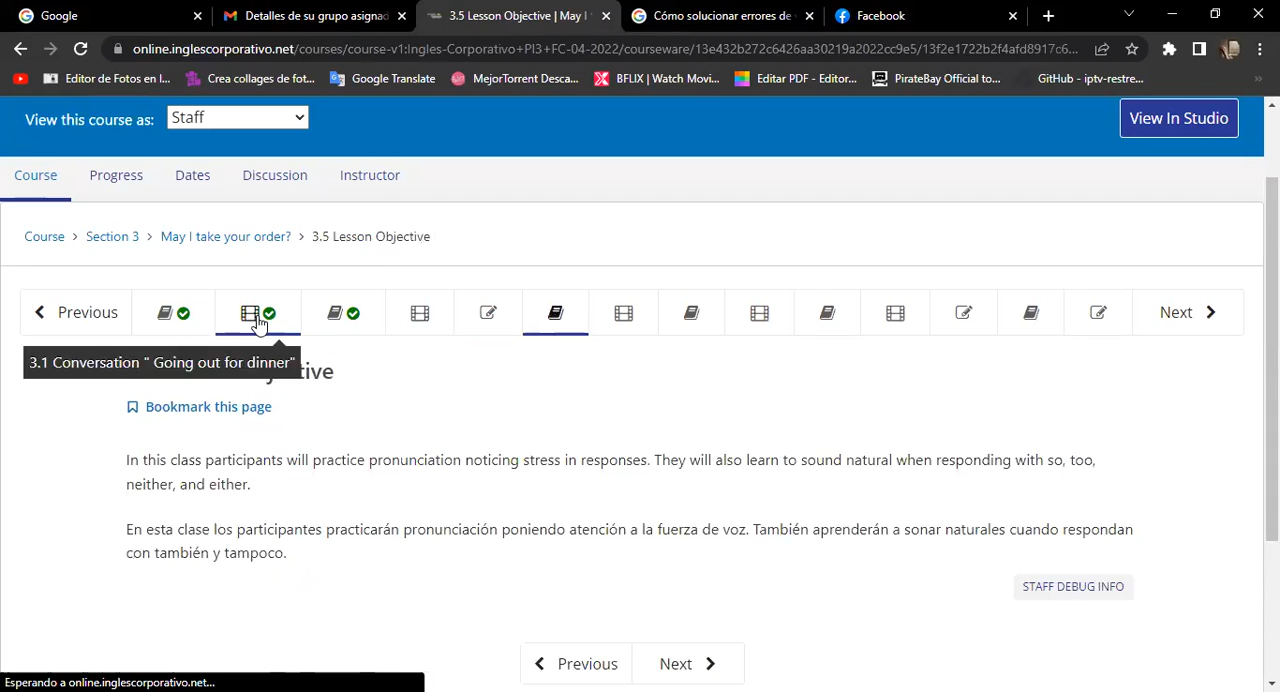 Google
Detalles de su grupo asignad
3.5 Lesson Objective | May I
Cómo solucionar errores de
Facebook
online.inglescorporativo.net/courses/course-v1:Ingles-Corporativo+PI3+FC-04-2022/courseware/13e432b272c6426aa30219a2022cc9e5/13f2e1722b2f4afd8917c6...
Editor de Fotos en l...
Crea collages de fot...
Google Translate
MejorTorrent Desca...
BFLIX | Watch Movi...
Editar PDF - Editor...
PirateBay Official to...
GitHub - iptv-restre...
View this course as:
Staff
View In Studio
Course
Progress
Dates
Discussion
Instructor
Course > Section 3 > May I take your order? > 3.5 Lesson Objective
Previous
Next
3.1 Conversation " Going out for dinner"
jective
Bookmark this page
In this class participants will practice pronunciation noticing stress in responses. They will also learn to sound natural when responding with so, too,
neither, and either.
En esta clase los participantes practicarán pronunciación poniendo atención a la fuerza de voz. También aprenderán a sonar naturales cuando respondan
con también y tampoco.
STAFF DEBUG INFO
Previous
Next
Esperando a online.inglescorporativo.net...